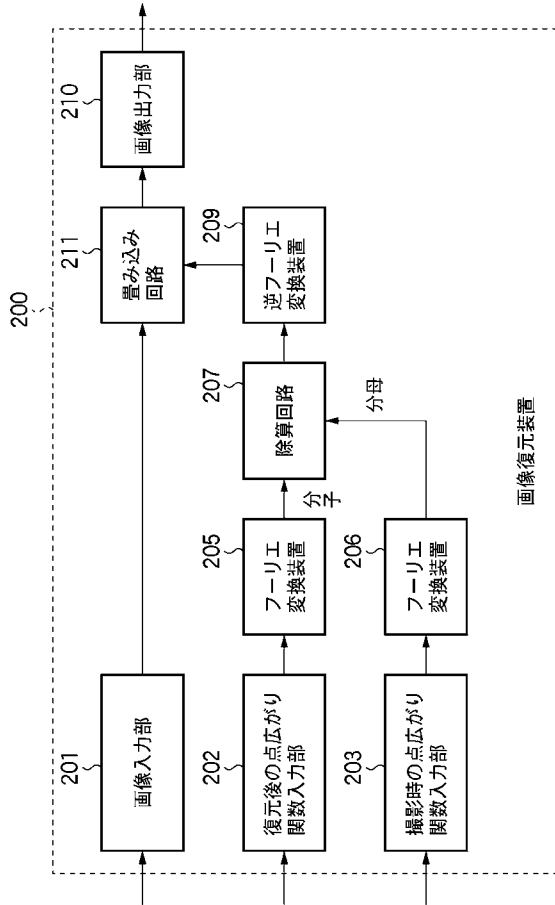 200
201
画像入力部
211
畳み込み
回路
210
画像出力部
202
復元後の点広がり
関数入力部
205
フーリエ
変換装置
分子
207
除算回路
209
逆フーリエ
変換装置
203
撮影時の点広がり
関数入力部
206
フーリエ
変換装置
分母
画像復元装置